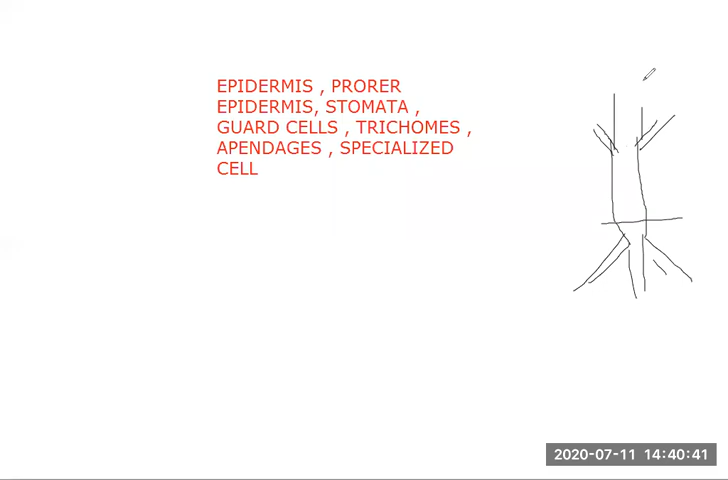 EPIDERMIS , PRORER
EPIDERMIS, STOMATA ,
GUARD CELLS , TRICHOMES ,
APENDAGES , SPECIALIZED
CELL
2020-07-11 14:40:41